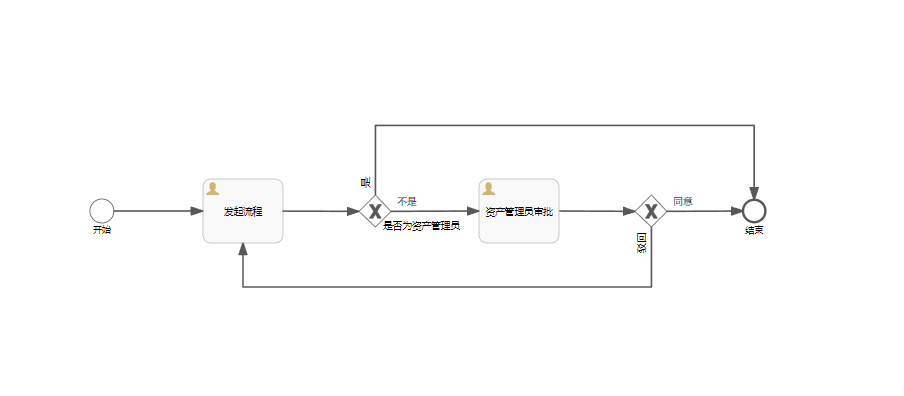 是
不是
同意
发起流程
资产管理员审批
是否为资产管理员
开始
结束
驳回